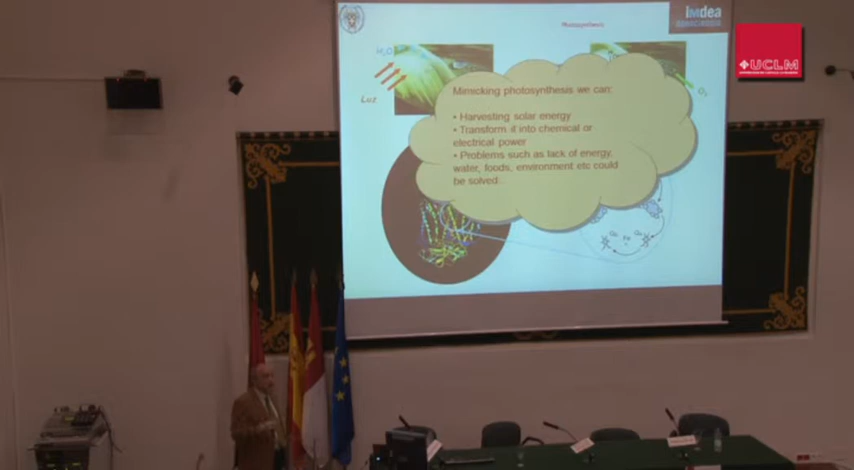 Photosynthesis
imdea
nanociencia
UCLM
H₂O
Luz
O₂
Mimicking photosynthesis we can:
• Harvesting solar energy
• Transform it into chemical or
electrical power
• Problems such as lack of energy,
water, foods, environment etc could
be solved.